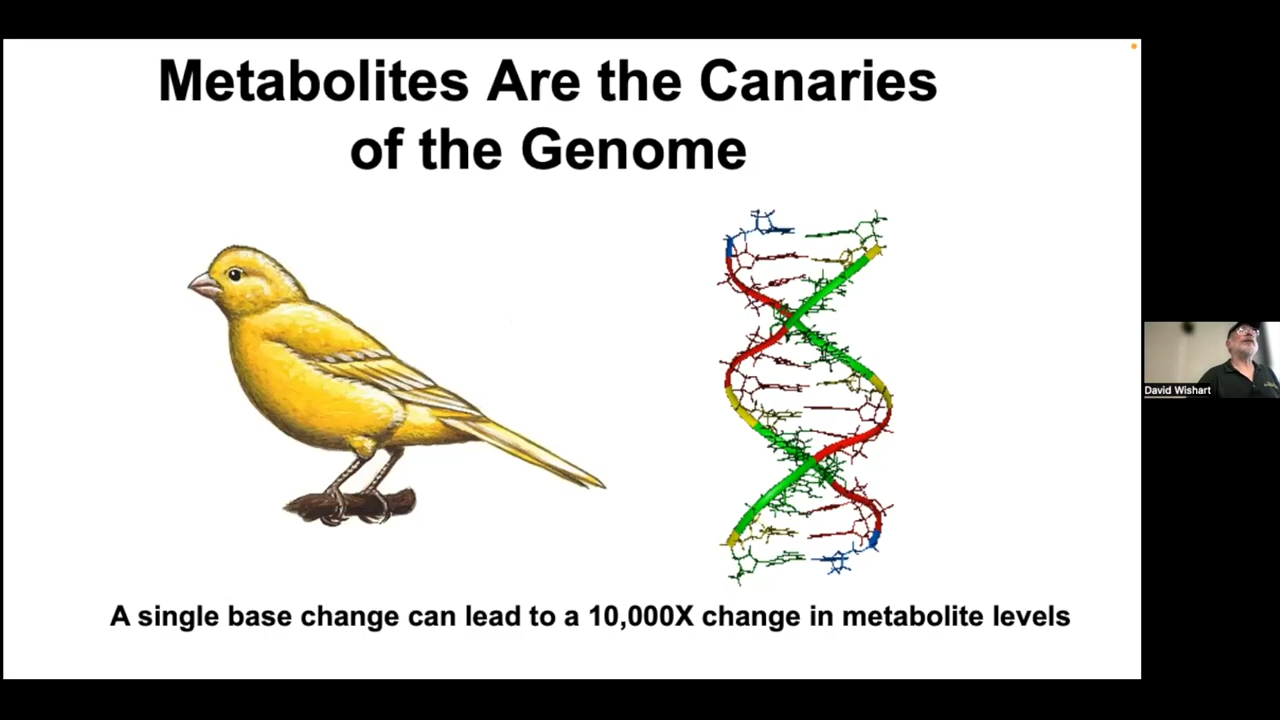 Metabolites Are the Canaries
of the Genome
A single base change can lead to a 10,000X change in metabolite levels
David Wishart